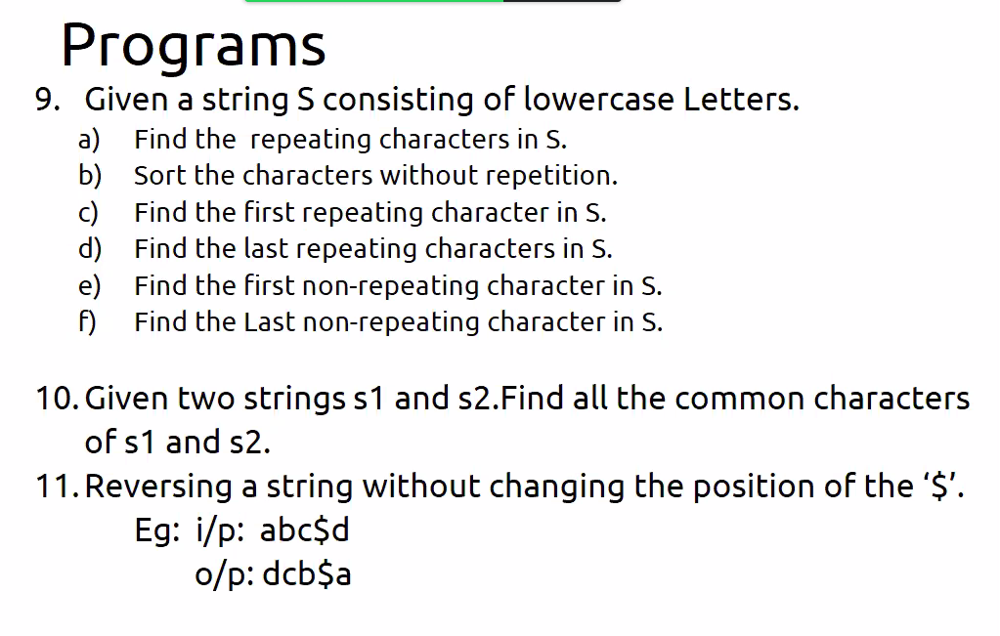 Programs
9. Given a string S consisting of lowercase Letters.
a) Find the repeating characters in S.
b) Sort the characters without repetition.
c) Find the first repeating character in S.
d) Find the last repeating characters in S.
e) Find the first non-repeating character in S.
f) Find the Last non-repeating character in S.
10. Given two strings s1 and s2.Find all the common characters
of s1 and s2.
11. Reversing a string without changing the position of the ‘$’.
Eg: i/p: abc$d
o/p: dcb$a